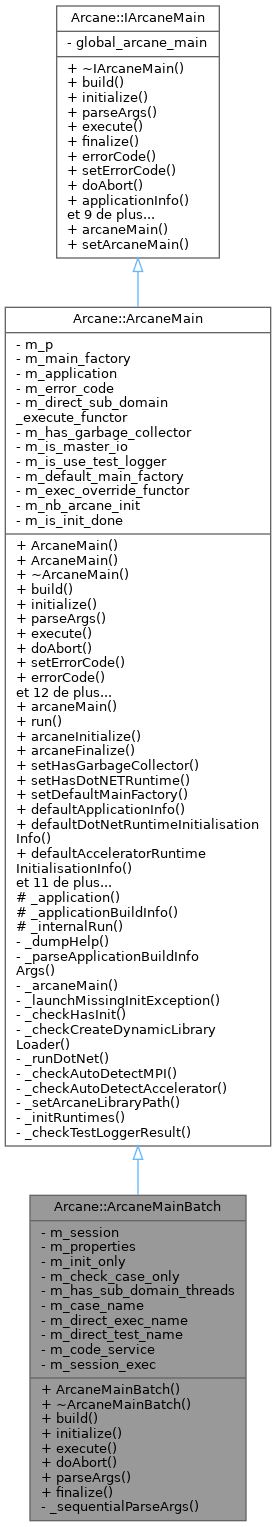 Arcane::IArcaneMain
- global_arcane_main
+ ~IArcaneMain()
+ build()
+ initialize()
+ parseArgs()
+ execute()
+ finalize()
+ errorCode()
+ setErrorCode()
+ doAbort()
+ applicationInfo()
et 9 de plus...
+ arcaneMain()
+ setArcaneMain()
Arcane::ArcaneMain
- m_p
- m_main_factory
- m_application
- m_error_code
- m_direct_sub_domain
_execute_functor
- m_has_garbage_collector
- m_is_master_io
- m_is_use_test_logger
- m_default_main_factory
- m_exec_override_functor
- m_nb_arcane_init
- m_is_init_done
+ ArcaneMain()
+ ArcaneMain()
+ ~ArcaneMain()
+ build()
+ initialize()
+ parseArgs()
+ execute()
+ doAbort()
+ setErrorCode()
+ errorCode()
et 12 de plus...
+ arcaneMain()
+ run()
+ arcaneInitialize()
+ arcaneFinalize()
+ setHasGarbageCollector()
+ setHasDotNETRuntime()
+ setDefaultMainFactory()
+ defaultApplicationInfo()
+ defaultDotNetRuntimeInitialisation
Info()
+ defaultAcceleratorRuntime
InitialisationInfo()
et 11 de plus...
# _application()
# _applicationBuildInfo()
# _internalRun()
- _dumpHelp()
- _parseApplicationBuildInfo
Args()
- _arcaneMain()
- _launchMissingInitException()
- _checkHasInit()
- _checkCreateDynamicLibrary
Loader()
- _runDotNet()
- _checkAutoDetectMPI()
- _checkAutoDetectAccelerator()
- _setArcaneLibraryPath()
- _initRuntimes()
- _checkTestLoggerResult()
Arcane::ArcaneMainBatch
- m_session
- m_properties
- m_init_only
- m_check_case_only
- m_has_sub_domain_threads
- m_case_name
- m_direct_exec_name
- m_direct_test_name
- m_code_service
- m_session_exec
+ ArcaneMainBatch()
+ ~ArcaneMainBatch()
+ build()
+ initialize()
+ execute()
+ doAbort()
+ parseArgs()
+ finalize()
- _sequentialParseArgs()